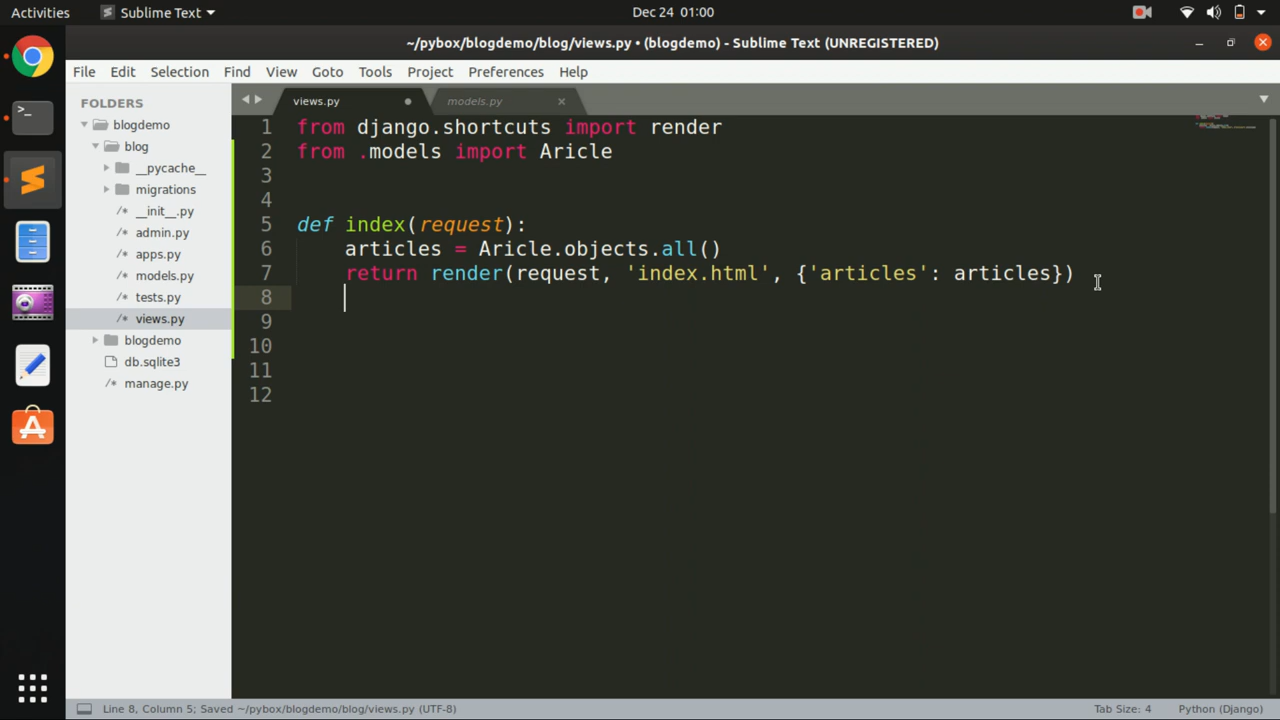 Activities
Sublime Text
Dec 24 01:00
~/pybox/blogdemo/blog/views.py • (blogdemo) - Sublime Text (UNREGISTERED)
File Edit Selection Find View Goto Tools Project Preferences Help
FOLDERS
blogdemo
blog
__pycache__
migrations
/* __init__.py
/* admin.py
/* apps.py
/* models.py
/* tests.py
/* views.py
blogdemo
db.sqlite3
/* manage.py
views.py
models.py
1 from django.shortcuts import render
2 from .models import Aricle
3
4
5 def index(request):
6 articles = Aricle.objects.all()
7 return render(request, 'index.html', {'articles': articles})
8
9
10
11
12
Line 8, Column 5; Saved ~/pybox/blogdemo/blog/views.py (UTF-8)
Tab Size: 4
Python (Django)